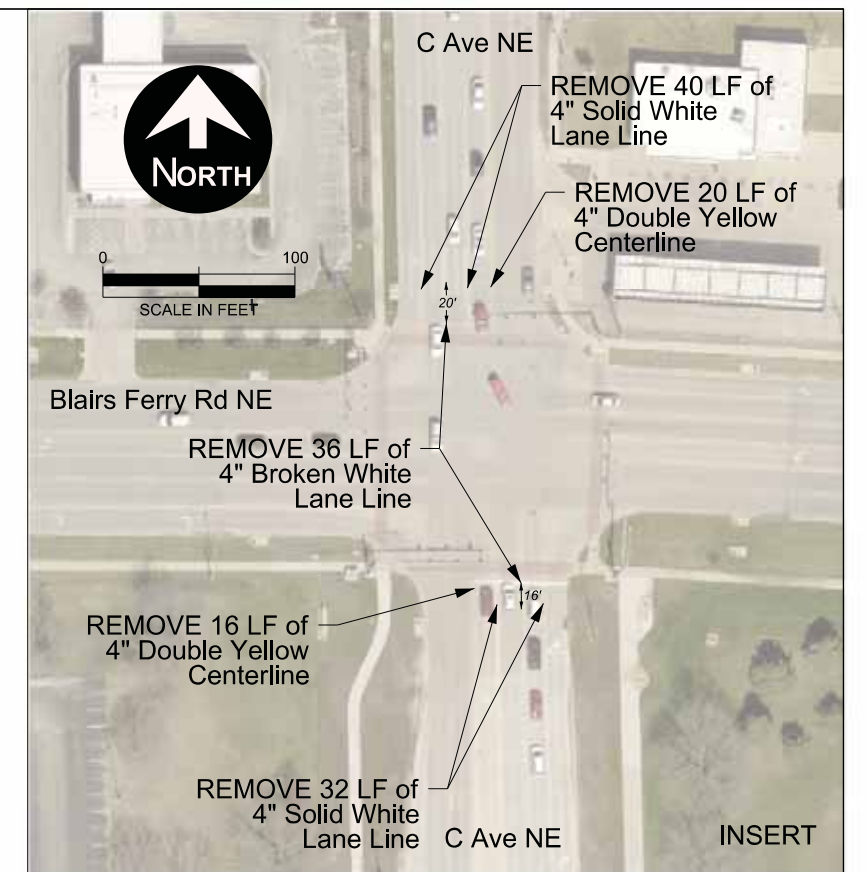 C Ave NE
REMOVE 40 LF of
4" Solid White
Lane Line
NORTH
REMOVE 20 LF of
4" Double Yellow
Centerline
0 100
SCALE IN FEET
20'
Blairs Ferry Rd NE
REMOVE 36 LF of
4" Broken White
Lane Line
16'
REMOVE 16 LF of
4" Double Yellow
Centerline
REMOVE 32 LF of
4" Solid White
Lane Line
C Ave NE
INSERT